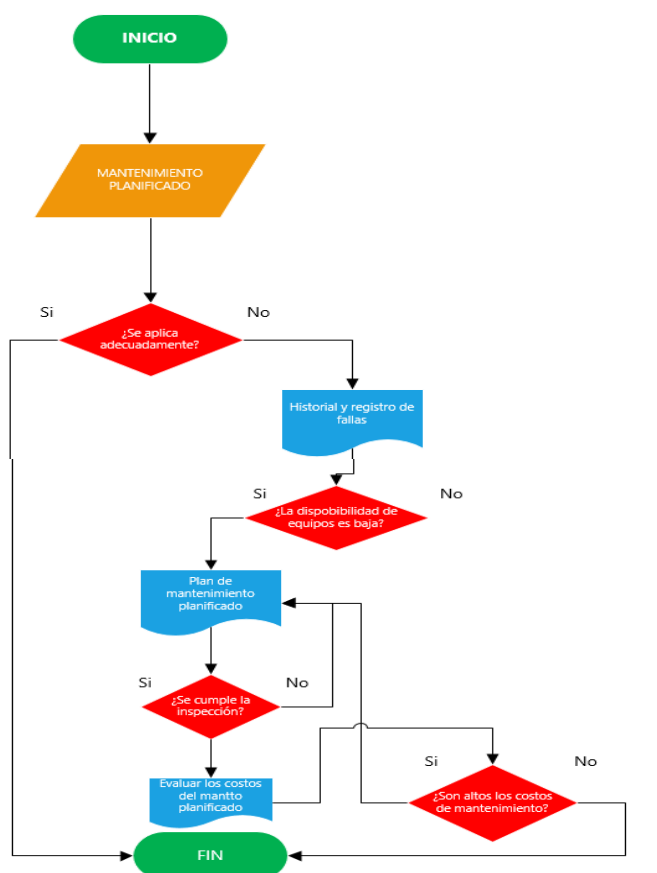 INICIO
MANTENIMIENTO
PLANIFICADO
Si
No
¿Se aplica
adecuadamente?
Historial y registro de
fallas
Si
No
¿La dispobibilidad de
equipos es baja?
Plan de
mantenimiento
planificado
Si
No
¿Se cumple la
inspección?
Evaluar los costos
del mantto
planificado
Si
No
¿Son altos los costos
de mantenimiento?
FIN